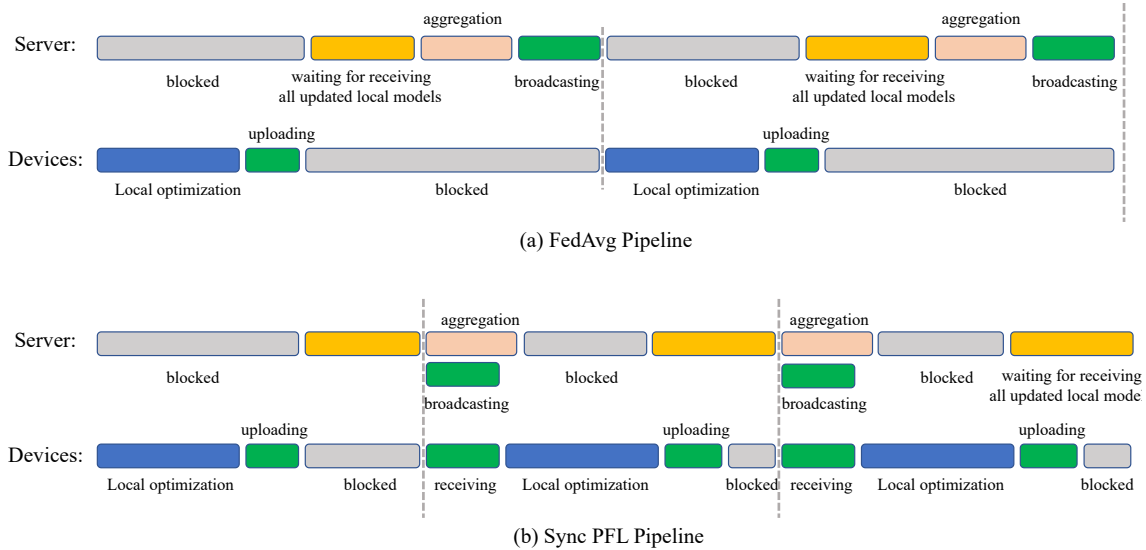 aggregation
aggregation
Server:
blocked
waiting for receiving
all updated local models
broadcasting
blocked
waiting for receiving
all updated local models
broadcasting
uploading
uploading
Devices:
Local optimization
blocked
Local optimization
blocked
(a) FedAvg Pipeline
aggregation
aggregation
Server:
blocked
blocked
blocked
waiting for receiving
all updated local model
broadcasting
broadcasting
uploading
uploading
uploading
Devices:
Local optimization
blocked
receiving
Local optimization
blocked
receiving
Local optimization
blocked
(b) Sync PFL Pipeline